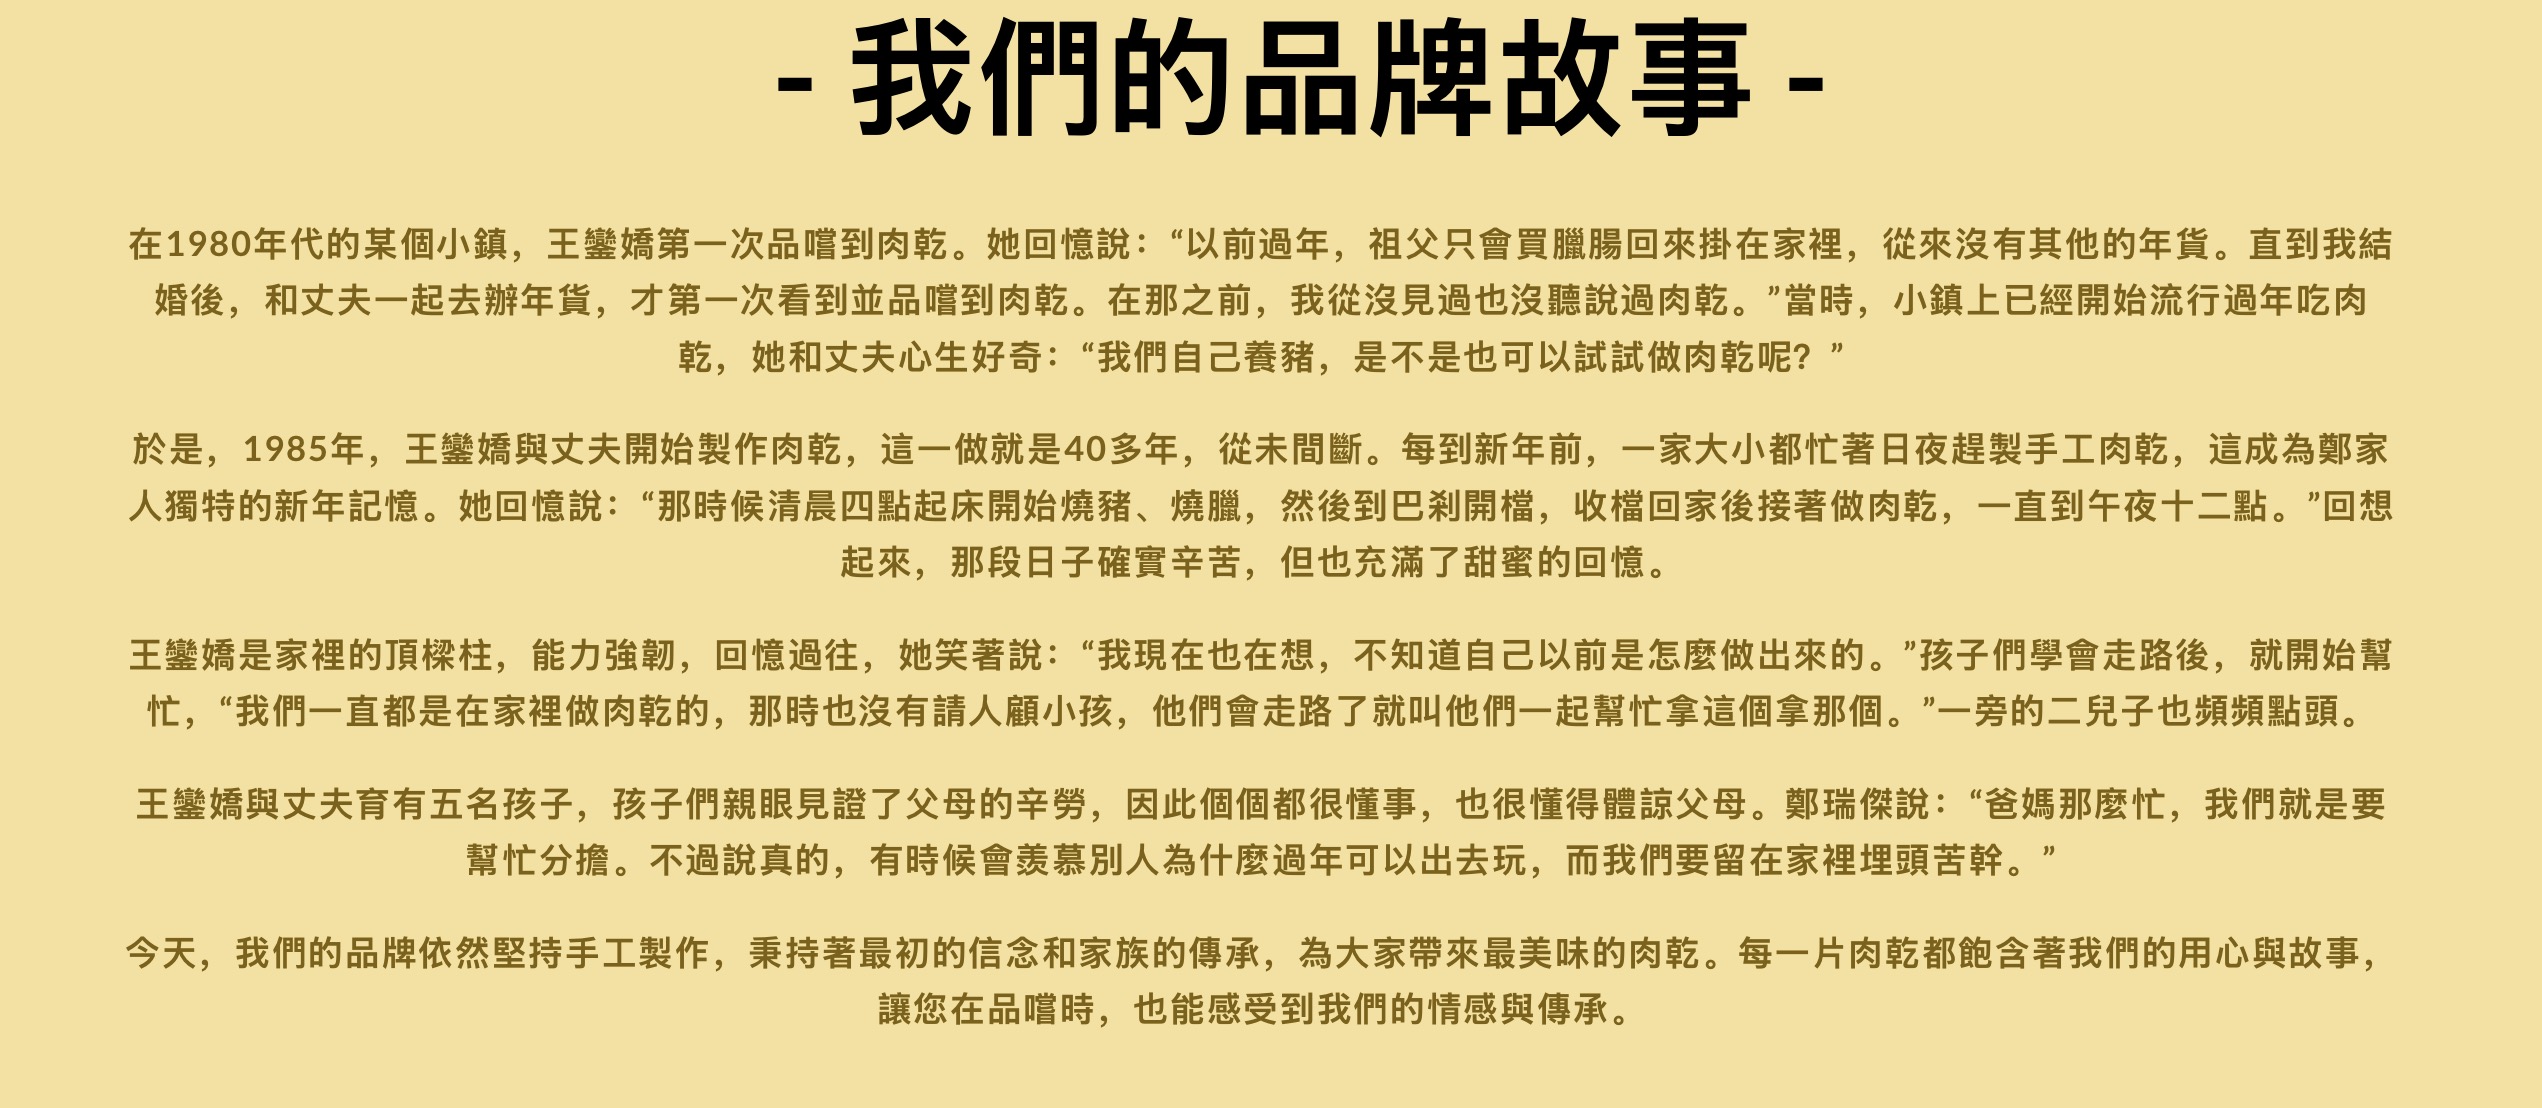 - 我們的品牌故事 -
在1980年代的某個小鎮，王鑾嬌第一次品嚐到肉乾。她回憶說：“以前過年，祖父只會買臘腸回來掛在家裡，從來沒有其他的年貨。直到我結
婚後，和丈夫一起去辦年貨，才第一次看到並品嚐到肉乾。在那之前，我從沒見過也沒聽說過肉乾。”當時，小鎮上已經開始流行過年吃肉
乾，她和丈夫心生好奇：“我們自己養豬，是不是也可以試試做肉乾呢？”
於是，1985年，王鑾嬌與丈夫開始製作肉乾，這一做就是40多年，從未間斷。每到新年前，一家大小都忙著日夜趕製手工肉乾，這成為鄭家
人獨特的新年記憶。她回憶說：“那時候清晨四點起床開始燒豬、燒臘，然後到巴剎開檔，收檔回家後接著做肉乾，一直到午夜十二點。”回想
起來，那段日子確實辛苦，但也充滿了甜蜜的回憶。
王鑾嬌是家裡的頂樑柱，能力強韌，回憶過往，她笑著說：“我現在也在想，不知道自己以前是怎麼做出來的。”孩子們學會走路後，就開始幫
忙，“我們一直都是在家裡做肉乾的，那時也沒有請人顧小孩，他們會走路了就叫他們一起幫忙拿這個拿那個。”一旁的二兒子也頻頻點頭。
王鑾嬌與丈夫育有五名孩子，孩子們親眼見證了父母的辛勞，因此個個都很懂事，也很懂得體諒父母。鄭瑞傑說：“爸媽那麼忙，我們就是要
幫忙分擔。不過說真的，有時候會羨慕別人為什麼過年可以出去玩，而我們要留在家裡埋頭苦幹。”
今天，我們的品牌依然堅持手工製作，秉持著最初的信念和家族的傳承，為大家帶來最美味的肉乾。每一片肉乾都飽含著我們的用心與故事，
讓您在品嚐時，也能感受到我們的情感與傳承。